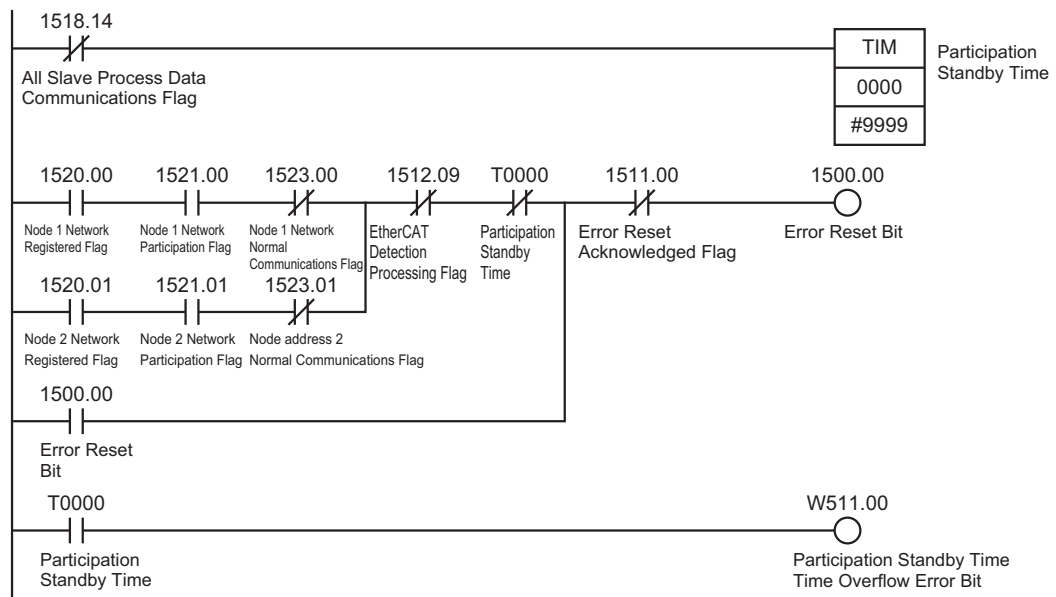 1518.14
All Slave Process Data
Communications Flag
TIM
0000
#9999
Participation
Standby Time
1520.00
1521.00
1523.00
1512.09
T0000
1511.00
1500.00
Node 1 Network
Registered Flag
Node 1 Network
Participation Flag
Node 1 Network
Normal
Communications Flag
EtherCAT
Detection
Processing Flag
Participation
Standby
Time
Error Reset
Acknowledged Flag
Error Reset Bit
1520.01
1521.01
1523.01
Node 2 Network
Registered Flag
Node 2 Network
Participation Flag
Node address 2
Normal Communications Flag
1500.00
Error Reset
Bit
T0000
Participation
Standby Time
W511.00
Participation Standby Time
Time Overflow Error Bit